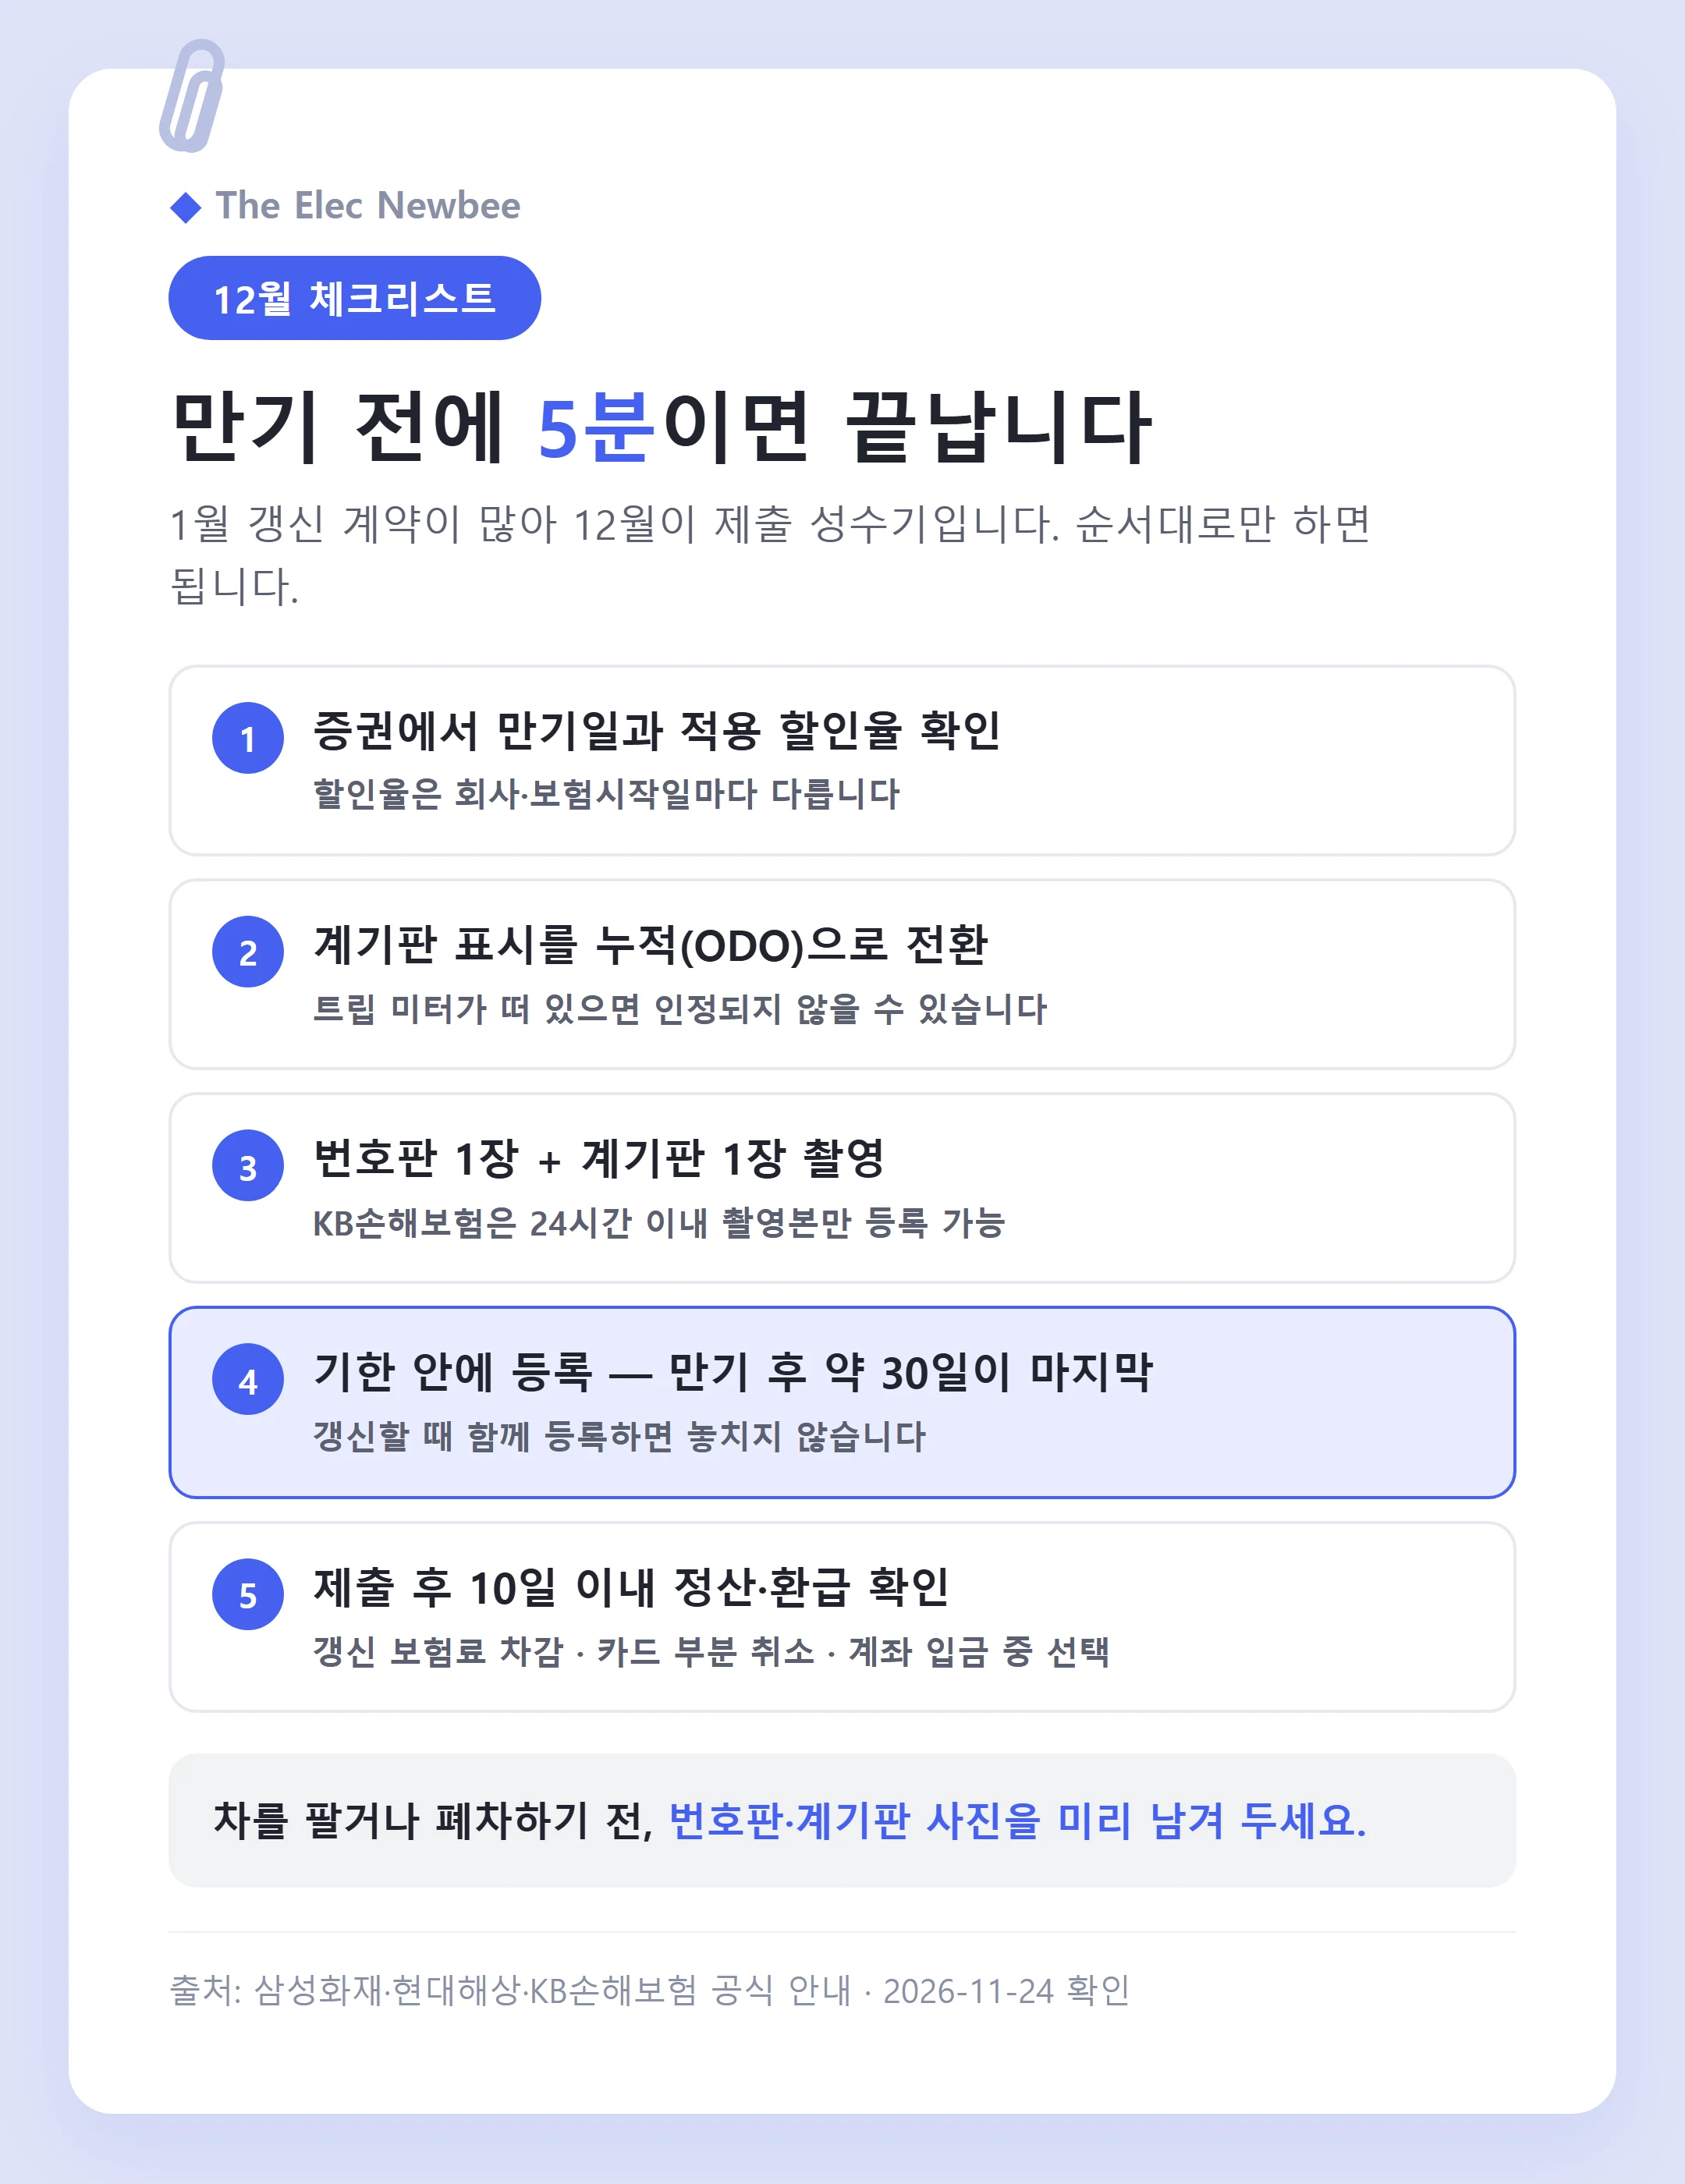 The Elec Newbee
12월 체크리스트
만기 전에 5분이면 끝납니다
1월 갱신 계약이 많아 12월이 제출 성수기입니다. 순서대로만 하면
됩니다.
1
증권에서 만기일과 적용 할인율 확인
할인율은 회사·보험시작일마다 다릅니다
2
계기판 표시를 누적(ODO)으로 전환
트립 미터가 떠 있으면 인정되지 않을 수 있습니다
3
번호판 1장 + 계기판 1장 촬영
KB손해보험은 24시간 이내 촬영본만 등록 가능
4
기한 안에 등록 — 만기 후 약 30일이 마지막
갱신할 때 함께 등록하면 놓치지 않습니다
5
제출 후 10일 이내 정산·환급 확인
갱신 보험료 차감 · 카드 부분 취소 · 계좌 입금 중 선택
차를 팔거나 폐차하기 전, 번호판·계기판 사진을 미리 남겨 두세요.
출처: 삼성화재·현대해상·KB손해보험 공식 안내 · 2026-11-24 확인